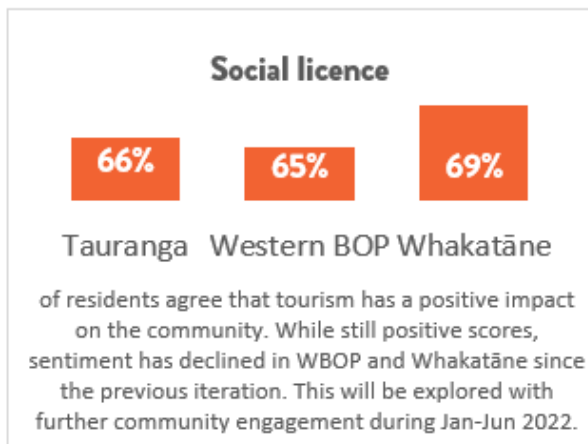 Social licence
66% 65% 69%
Tauranga Western BOP Whakatāne
of residents agree that tourism has a positive impact
on the community. While still positive scores,
sentiment has declined in WBOP and Whakatāne since
the previous iteration. This will be explored with
further community engagement during Jan-Jun 2022.